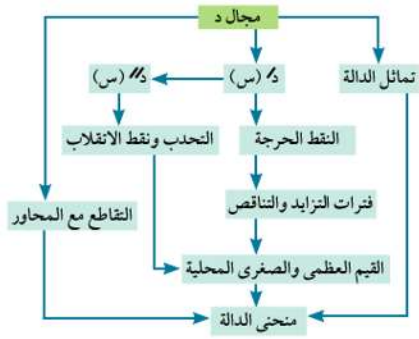 مجال د
تماثل الدالة
د/ (س)
د// (س)
النقط الحرجة
التحدب ونقط الانقلاب
فترات التزايد والتناقص
التقاطع مع المحاور
القيم العظمى والصغرى المحلية
منحنى الدالة